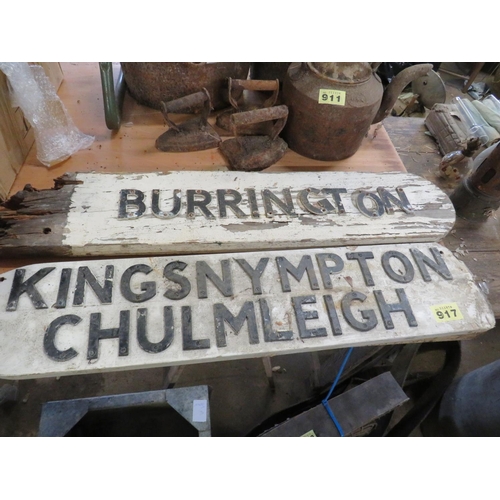 911
BURRINGTON
KINGSNYMPTON
CHULMLEIGH
917